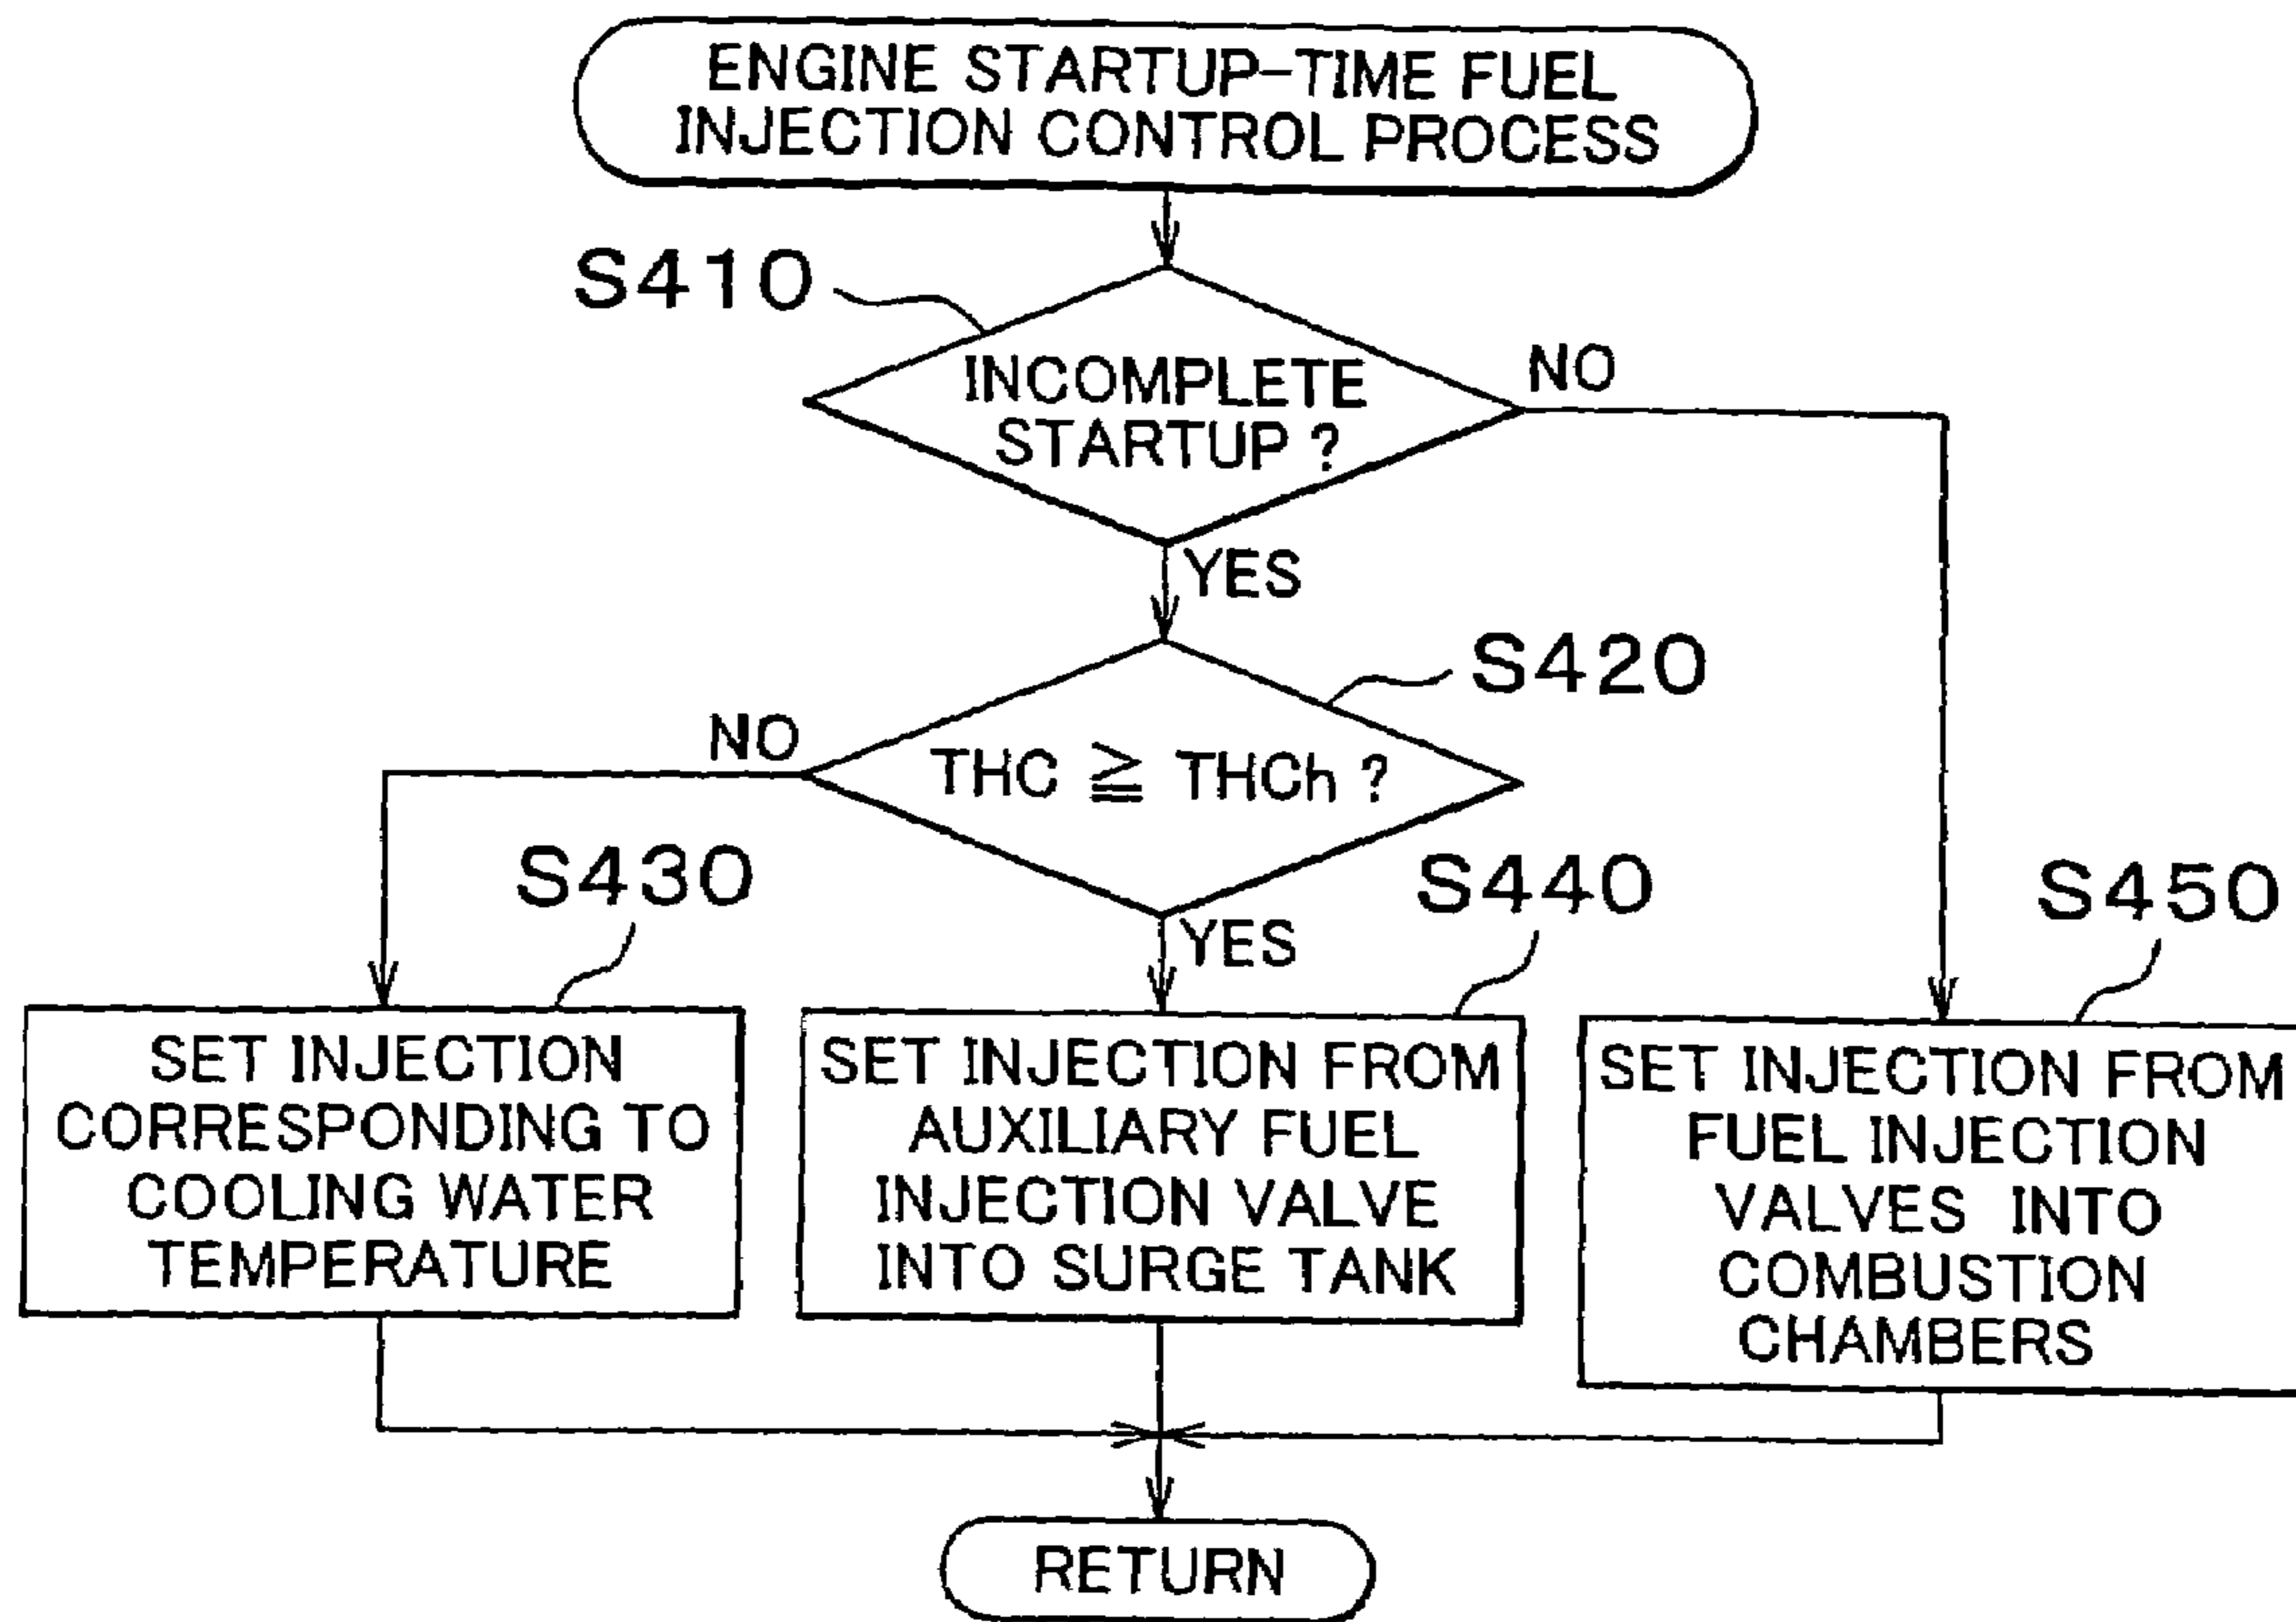 ENGINE STARTUP-TIME FUEL
INJECTION CONTROL PROCESS
S410
INCOMPLETE
STARTUP ?
NO
YES
S420
THC ≧ THCh ?
NO
YES
S430
SET INJECTION
CORRESPONDING TO
COOLING WATER
TEMPERATURE
S440
SET INJECTION FROM
AUXILIARY FUEL
INJECTION VALVE
INTO SURGE TANK
S450
SET INJECTION FROM
FUEL INJECTION
VALVES INTO
COMBUSTION
CHAMBERS
RETURN